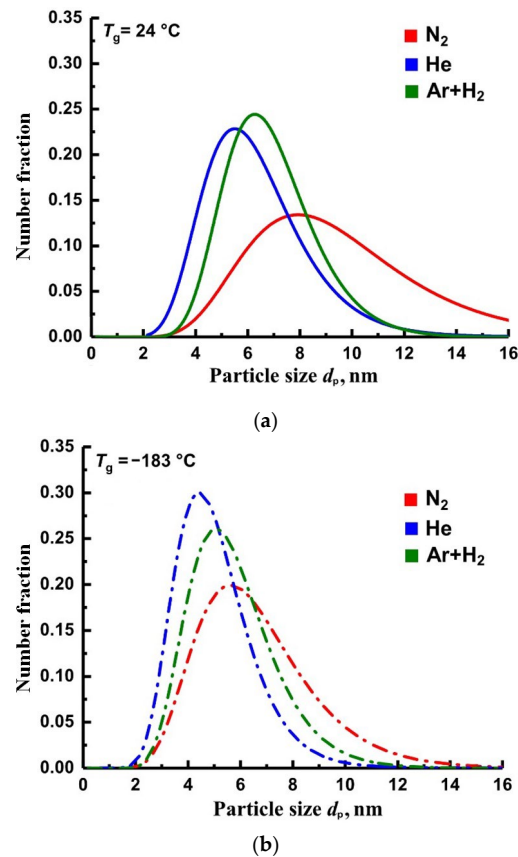 T_g = 24 °C
N₂
He
Ar+H₂
Number fraction
0.35
0.30
0.25
0.20
0.15
0.10
0.05
0.00
0 2 4 6 8 10 12 14 16
Particle size dₚ, nm
(a)
T_g = −183 °C
N₂
He
Ar+H₂
Number fraction
0.35
0.30
0.25
0.20
0.15
0.10
0.05
0.00
0 2 4 6 8 10 12 14 16
Particle size dₚ, nm
(b)